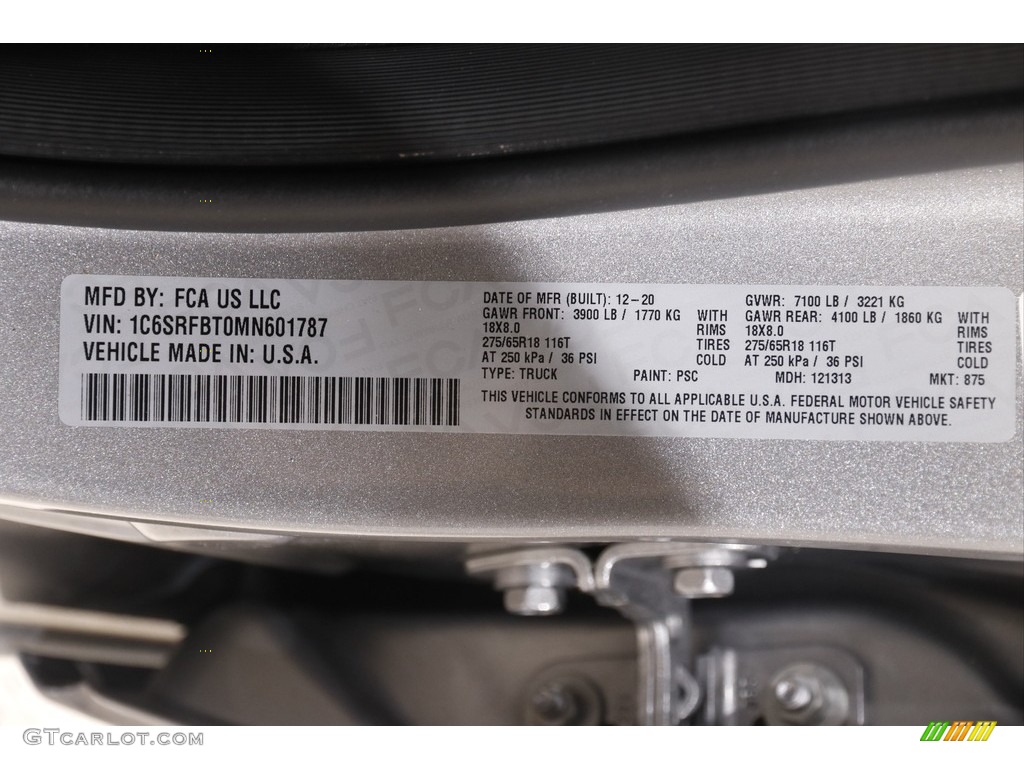 MFD BY: FCA US LLC
VIN: 1C6SRFBT0MN601787
VEHICLE MADE IN: U.S.A.
DATE OF MFR (BUILT): 12-20 GVWR: 7100 LB / 3221 KG
GAWR FRONT: 3900 LB / 1770 KG WITH GAWR REAR: 4100 LB / 1860 KG WITH
18X8.0 RIMS 18X8.0 RIMS
275/65R18 116T TIRES 275/65R18 116T TIRES
AT 250 kPa / 36 PSI COLD AT 250 kPa / 36 PSI COLD
TYPE: TRUCK PAINT: PSC MDH: 121313 MKT: 875
THIS VEHICLE CONFORMS TO ALL APPLICABLE U.S.A. FEDERAL MOTOR VEHICLE SAFETY
STANDARDS IN EFFECT ON THE DATE OF MANUFACTURE SHOWN ABOVE.
GTCARLOT.COM